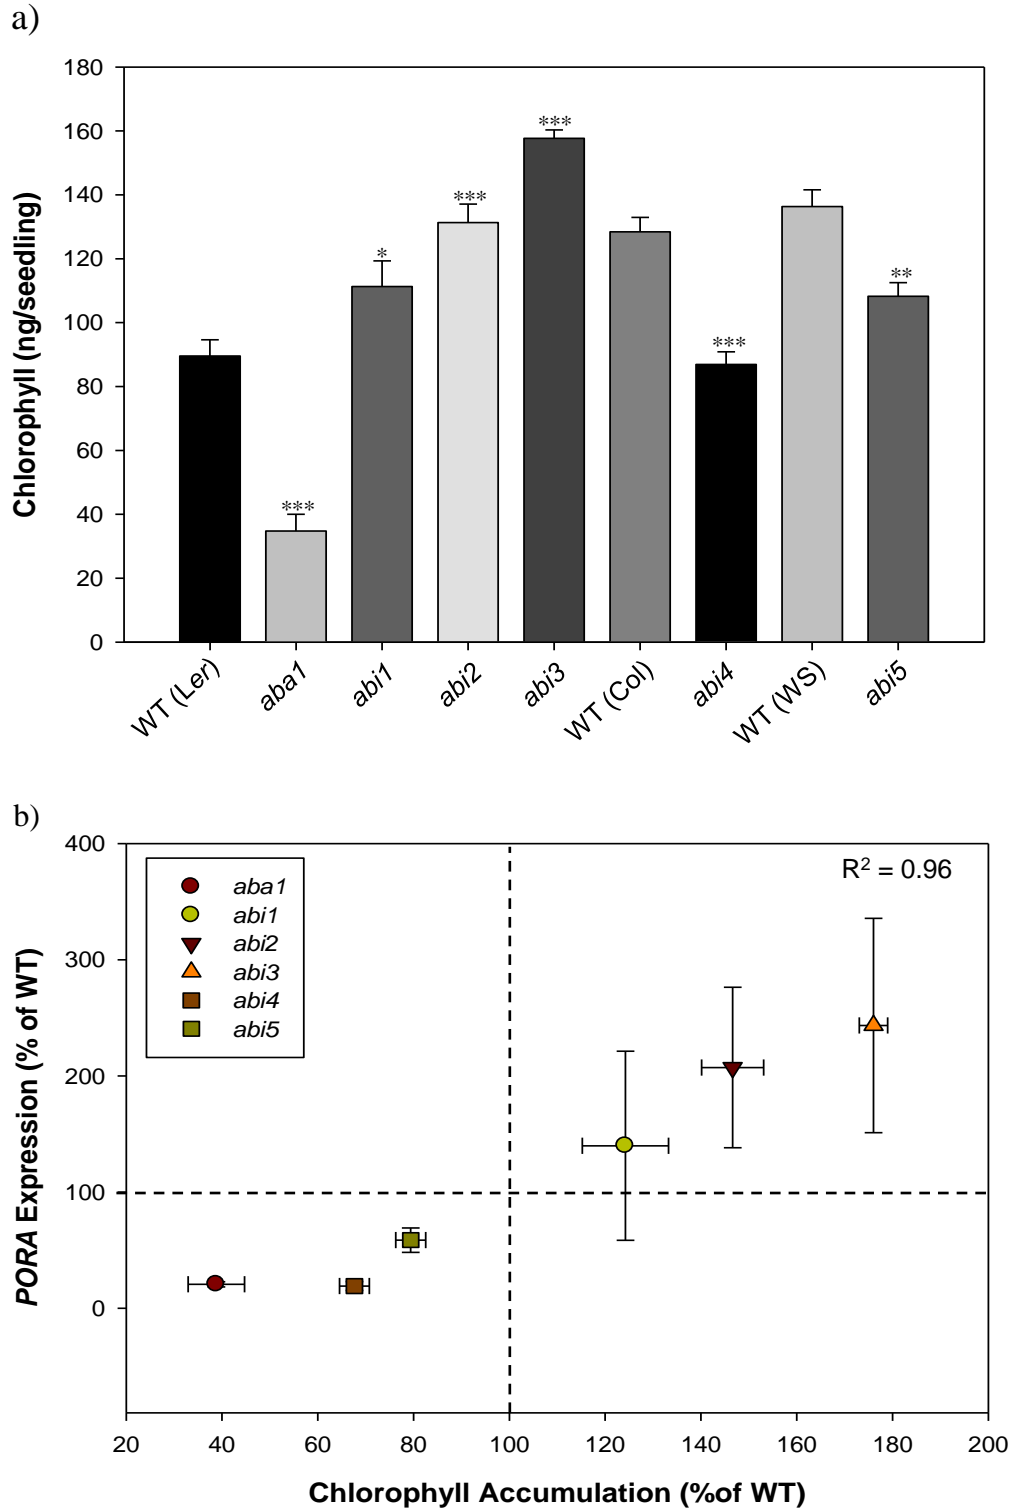 a)
180
160
140
120
100
80
60
40
20
0
Chlorophyll (ng/seedling)
***
*
***
***
***
**
WT (Ler)
aba1
abi1
abi2
abi3
WT (Col)
abi4
WT (WS)
abi5
b)
400
300
200
100
0
PORA Expression (% of WT)
aba1
abi1
abi2
abi3
abi4
abi5
R² = 0.96
20 40 60 80 100 120 140 160 180 200
Chlorophyll Accumulation (%of WT)